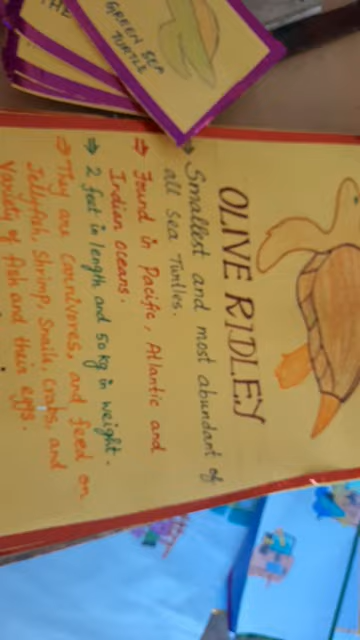 THE
GREEN SEA
TURTLE
OLIVE RIDLEY
⇒ Smallest and most abundant of
all Sea Turtles.
⇒ Found in Pacific, Atlantic and
Indian Oceans.
⇒ 2 feet in length and 50 kg in weight.
⇒ They are Carnivores, and feed on
Jellyfish, Shrimp, Snails, Crabs, and
Variety of fish and their eggs.